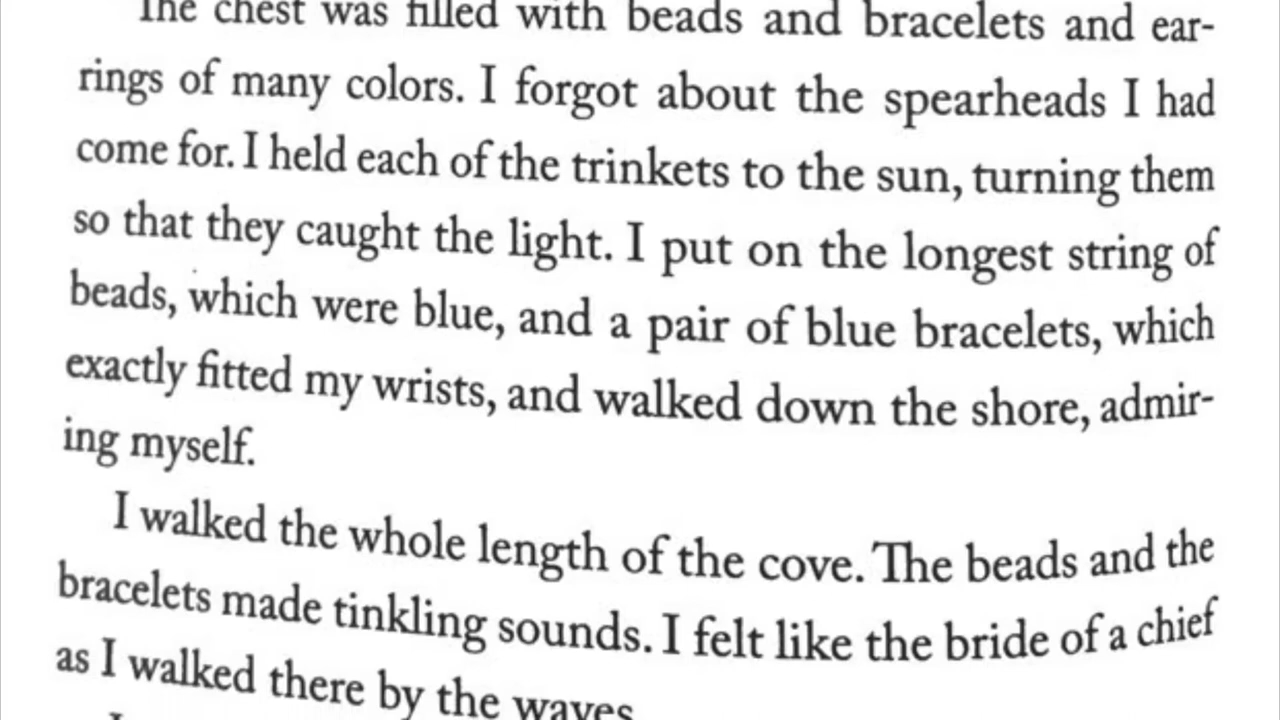 The chest was filled with beads and bracelets and ear-
rings of many colors. I forgot about the spearheads I had
come for. I held each of the trinkets to the sun, turning them
so that they caught the light. I put on the longest string of
beads, which were blue, and a pair of blue bracelets, which
exactly fitted my wrists, and walked down the shore, admir-
ing myself.
I walked the whole length of the cove. The beads and the
bracelets made tinkling sounds. I felt like the bride of a chief
as I walked there by the waves.